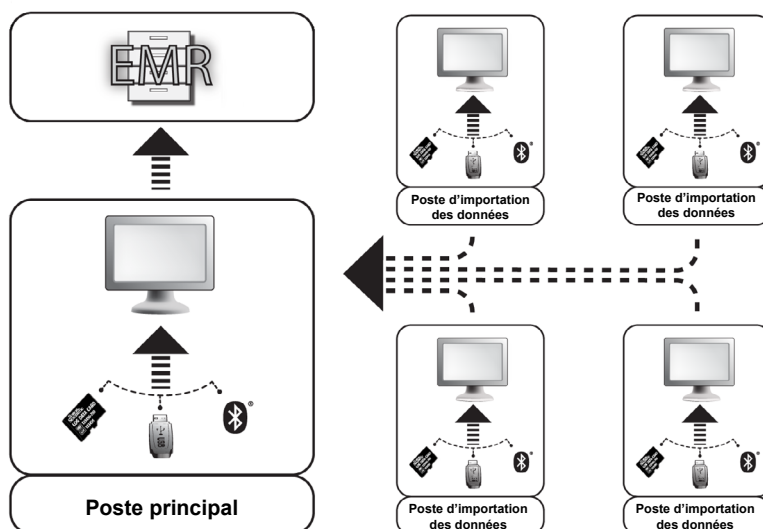 EMR
Poste principal
Poste d’importation
des données
Poste d’importation
des données
Poste d’importation
des données
Poste d’importation
des données